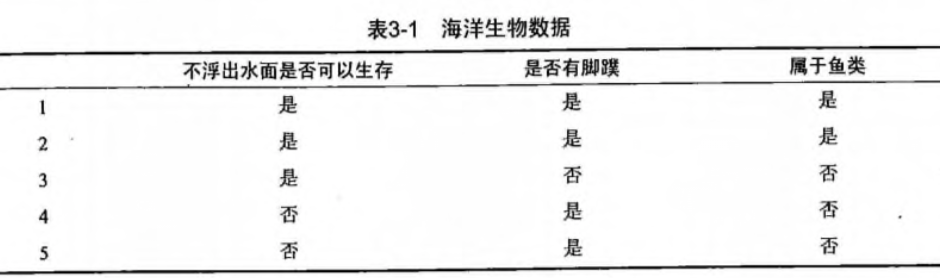 表3-1 海洋生物数据
不浮出水面是否可以生存 是否有脚蹼 属于鱼类
1 是 是 是
2 是 是 是
3 是 否 否
4 否 是 否
5 否 是 否